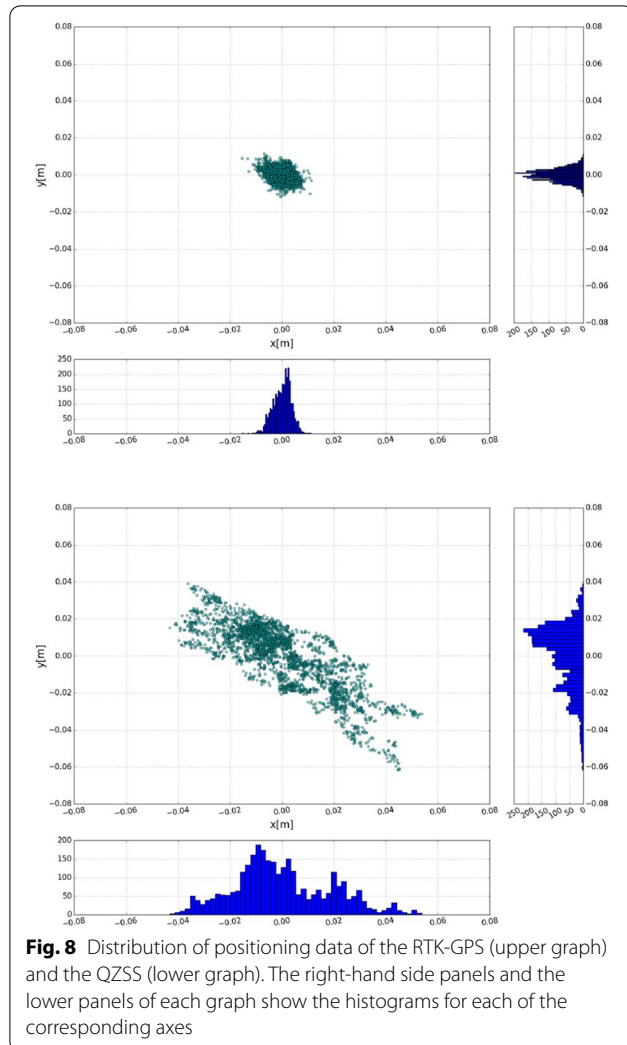 0.08 0.08
0.06 0.06
0.04 0.04
0.02 0.02
y[m] 0.00 0.00
−0.02 −0.02
−0.04 −0.04
−0.06 −0.06
−0.08 −0.08
−0.08 −0.06 −0.04 −0.02 0.00 0.02 0.04 0.06 0.08 200 150 100 50 0
x[m]
250
200
150
100
50
0
−0.08 −0.06 −0.04 −0.02 0.00 0.02 0.04 0.06 0.08
0.08 0.08
0.06 0.06
0.04 0.04
0.02 0.02
y[m] 0.00 0.00
−0.02 −0.02
−0.04 −0.04
−0.06 −0.06
−0.08 −0.08
−0.08 −0.06 −0.04 −0.02 0.00 0.02 0.04 0.06 0.08 250 200 150 100 50 0
x[m]
200
150
100
50
0
−0.08 −0.06 −0.04 −0.02 0.00 0.02 0.04 0.06 0.08
Fig. 8 Distribution of positioning data of the RTK-GPS (upper graph)
and the QZSS (lower graph). The right-hand side panels and the
lower panels of each graph show the histograms for each of the
corresponding axes